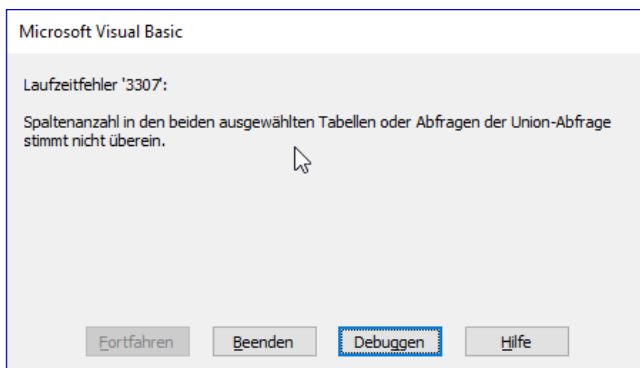 Microsoft Visual Basic
Laufzeitfehler '3307':
Spaltenanzahl in den beiden ausgewählten Tabellen oder Abfragen der Union-Abfrage
stimmt nicht überein.
Fortfahren Beenden Debuggen Hilfe